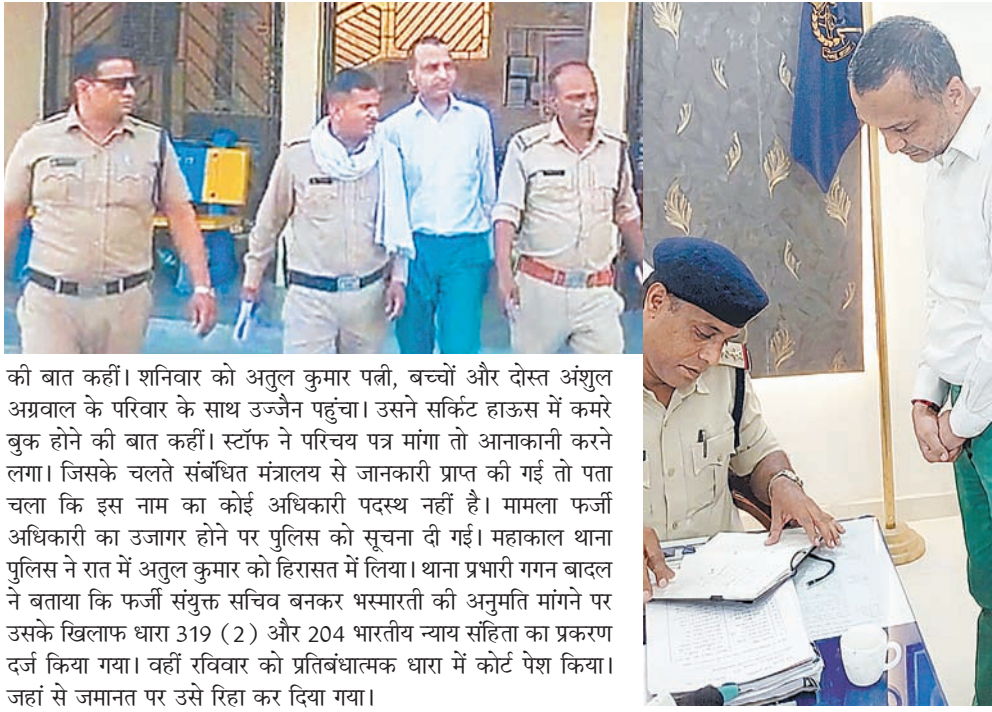 की बात कहीं। शनिवार को अतुल कुमार पत्नी, बच्चों और दोस्त अंशुल
अग्रवाल के परिवार के साथ उज्जैन पहुंचा। उसने सर्किट हाऊस में कमरे
बुक होने की बात कहीं। स्टॉफ ने परिचय पत्र मांगा तो आनाकानी करने
लगा। जिसके चलते संबंधित मंत्रालय से जानकारी प्राप्त की गई तो पता
चला कि इस नाम का कोई अधिकारी पदस्थ नहीं है। मामला फर्जी
अधिकारी का उजागर होने पर पुलिस को सूचना दी गई। महाकाल थाना
पुलिस ने रात में अतुल कुमार को हिरासत में लिया। थाना प्रभारी गगन बादल
ने बताया कि फर्जी संयुक्त सचिव बनकर भस्मारती की अनुमति मांगने पर
उसके खिलाफ धारा 319 (2) और 204 भारतीय न्याय संहिता का प्रकरण
दर्ज किया गया। वहीं रविवार को प्रतिबंधात्मक धारा में कोर्ट पेश किया।
जहां से जमानत पर उसे रिहा कर दिया गया।